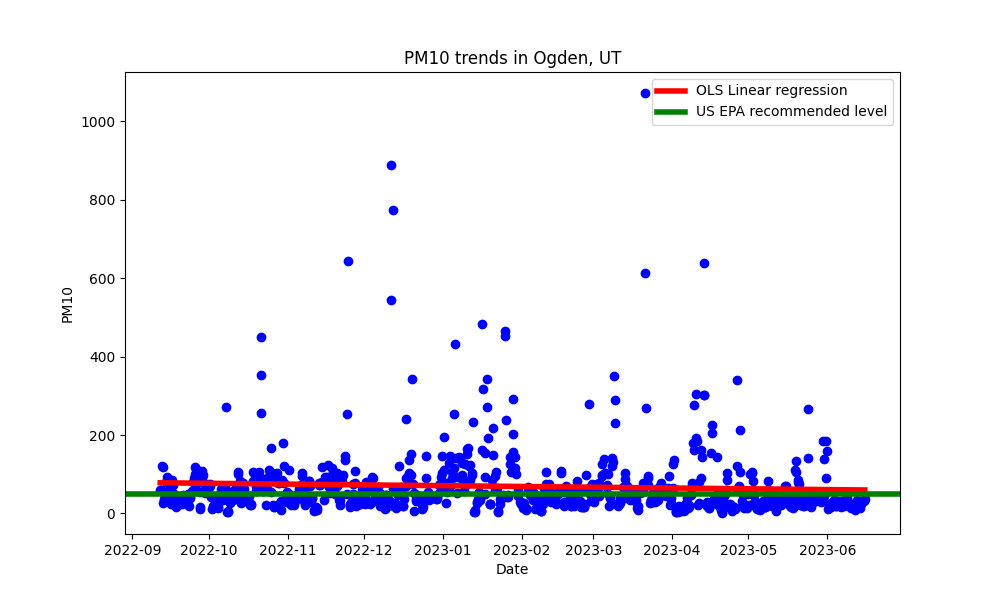 PM10 trends in Ogden, UT
OLS Linear regression
US EPA recommended level
1000
800
600
400
200
0
PM10
2022-09 2022-10 2022-11 2022-12 2023-01 2023-02 2023-03 2023-04 2023-05 2023-06
Date